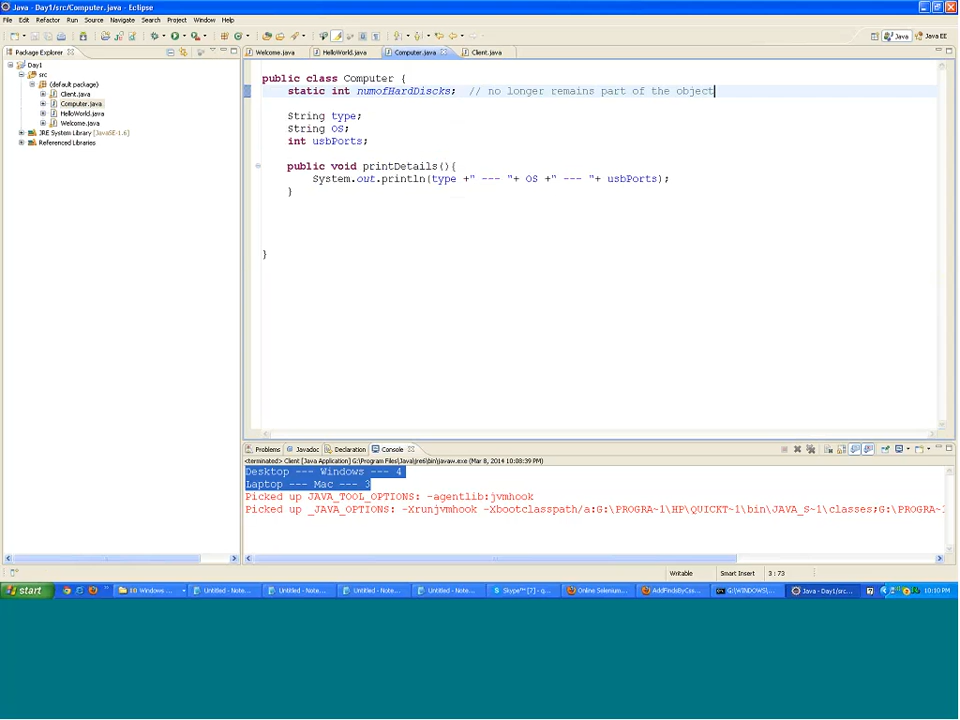 Java - Day1/src/Computer.java - Eclipse
File Edit Refactor Run Source Navigate Search Project Window Help
Java Java EE
Package Explorer
Welcome.java HelloWorld.java Computer.java Client.java
Day1
src
(default package)
Client.java
Computer.java
HelloWorld.java
Welcome.java
JRE System Library [JavaSE-1.6]
Referenced Libraries
public class Computer {
static int numofHardDiscks; // no longer remains part of the object
String type;
String OS;
int usbPorts;
public void printDetails(){
System.out.println(type +" --- "+ OS +" --- "+ usbPorts);
}
}
Problems Javadoc Declaration Console
<terminated> Client [Java Application] G:\Program Files\Java\jre6\bin\javaw.exe (Mar 8, 2014 10:08:39 PM)
Desktop --- Windows --- 4
Laptop --- Mac --- 3
Picked up JAVA_TOOL_OPTIONS: -agentlib:jvmhook
Picked up _JAVA_OPTIONS: -Xrunjvmhook -Xbootclasspath/a:G:\PROGRA~1\HP\QUICKT~1\bin\JAVA_S~1\classes;G:\PROGRA~
Writable Smart Insert 3 : 73
start 10 Windows ... Untitled - Note... Untitled - Note... Untitled - Note... Untitled - Note... Skype™ [7] - q... Online Selenium... AddFindsByCss... G:\WINDOWS\... Java - Day1/src... 10:10 PM